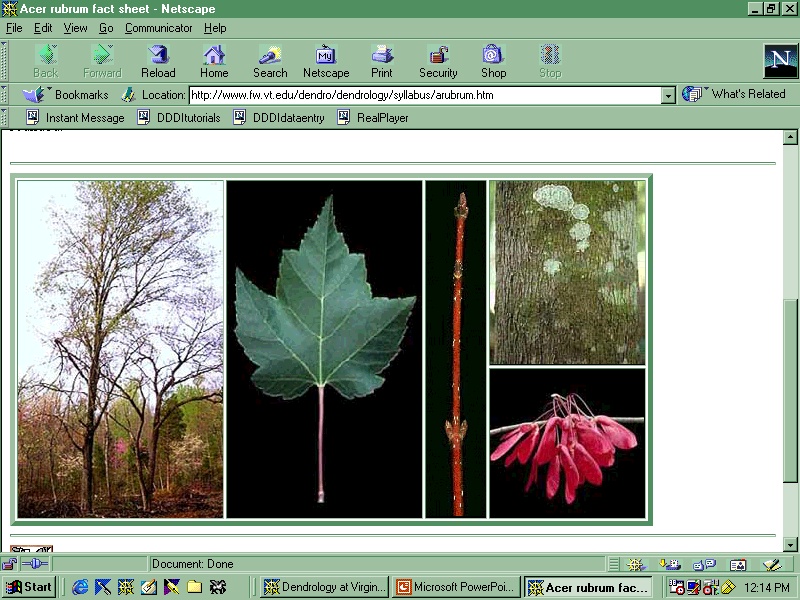 Acer rubrum fact sheet - Netscape
File Edit View Go Communicator Help
Back Forward Reload Home Search Netscape Print Security Shop Stop
My
N
Bookmarks Location: http://www.fw.vt.edu/dendro/dendrology/syllabus/arubrum.htm What's Related
Instant Message DDDItutorials DDDIdataentry RealPlayer
Document: Done
Start Dendrology at Virgin... Microsoft PowerPoi... Acer rubrum fac... 12:14 PM